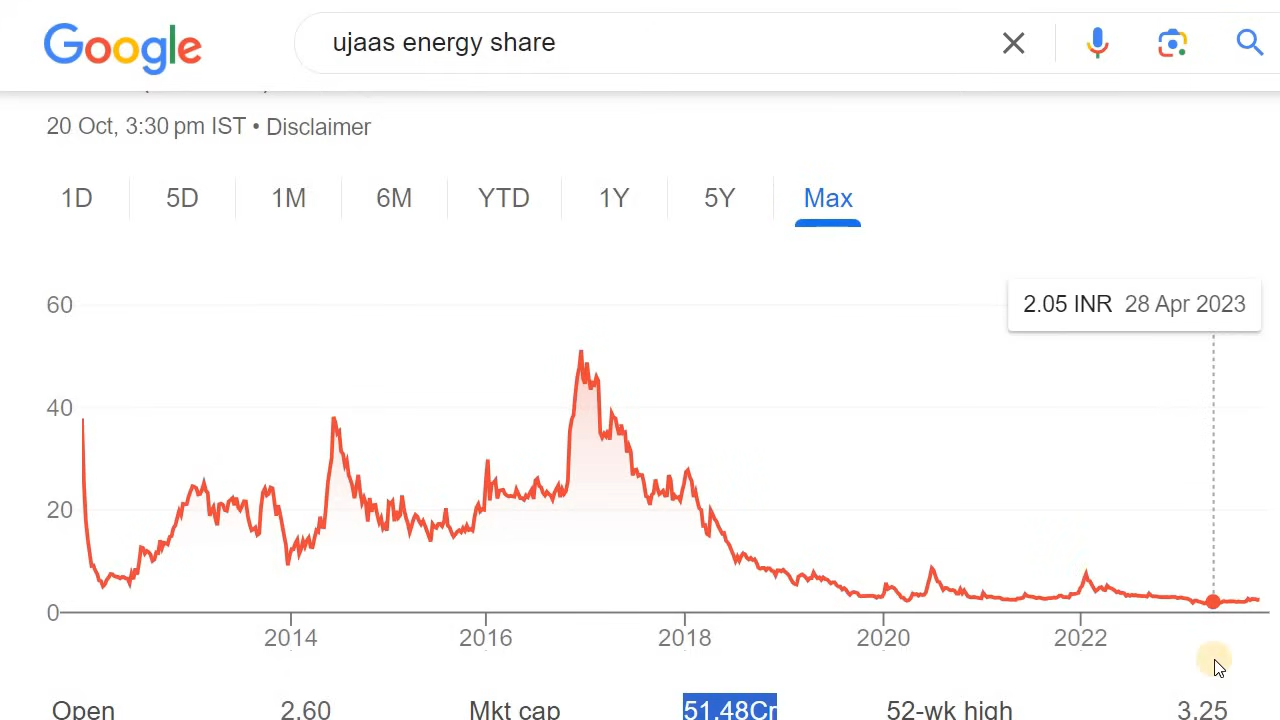 Google
ujaas energy share
20 Oct, 3:30 pm IST • Disclaimer
1D 5D 1M 6M YTD 1Y 5Y Max
60
2.05 INR 28 Apr 2023
40
20
0
2014 2016 2018 2020 2022
Open 2.60 Mkt cap 51.48Cr 52-wk high 3.25